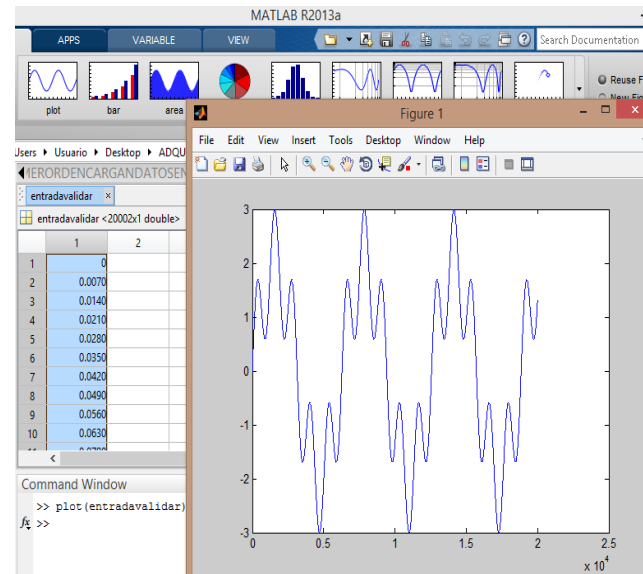 MATLAB R2013a
APPS VARIABLE VIEW
Search Documentation
plot bar area
Reuse F
New Fig
Figure 1
File Edit View Insert Tools Desktop Window Help
Users Usuario Desktop ADQU
MERORDENCARGANDATOSEN
entradavalidar
entradavalidar <20002x1 double>
1 2
1 0
2 0.0070
3 0.0140
4 0.0210
5 0.0280
6 0.0350
7 0.0420
8 0.0490
9 0.0560
10 0.0630
3
2
1
0
-1
-2
-3
0 0.5 1 1.5 2 2.5
x 10^4
Command Window
>> plot(entradavalidar)
fx >>